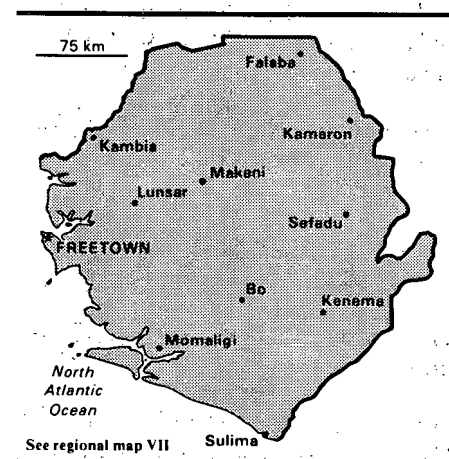 75 km
Falaba
Kameron
Kambia
Makeni
Lunsar
Sefadu
FREETOWN
Bo
Kenema
Momaligi
North
Atlantic
Ocean
See regional map VII
Sulima